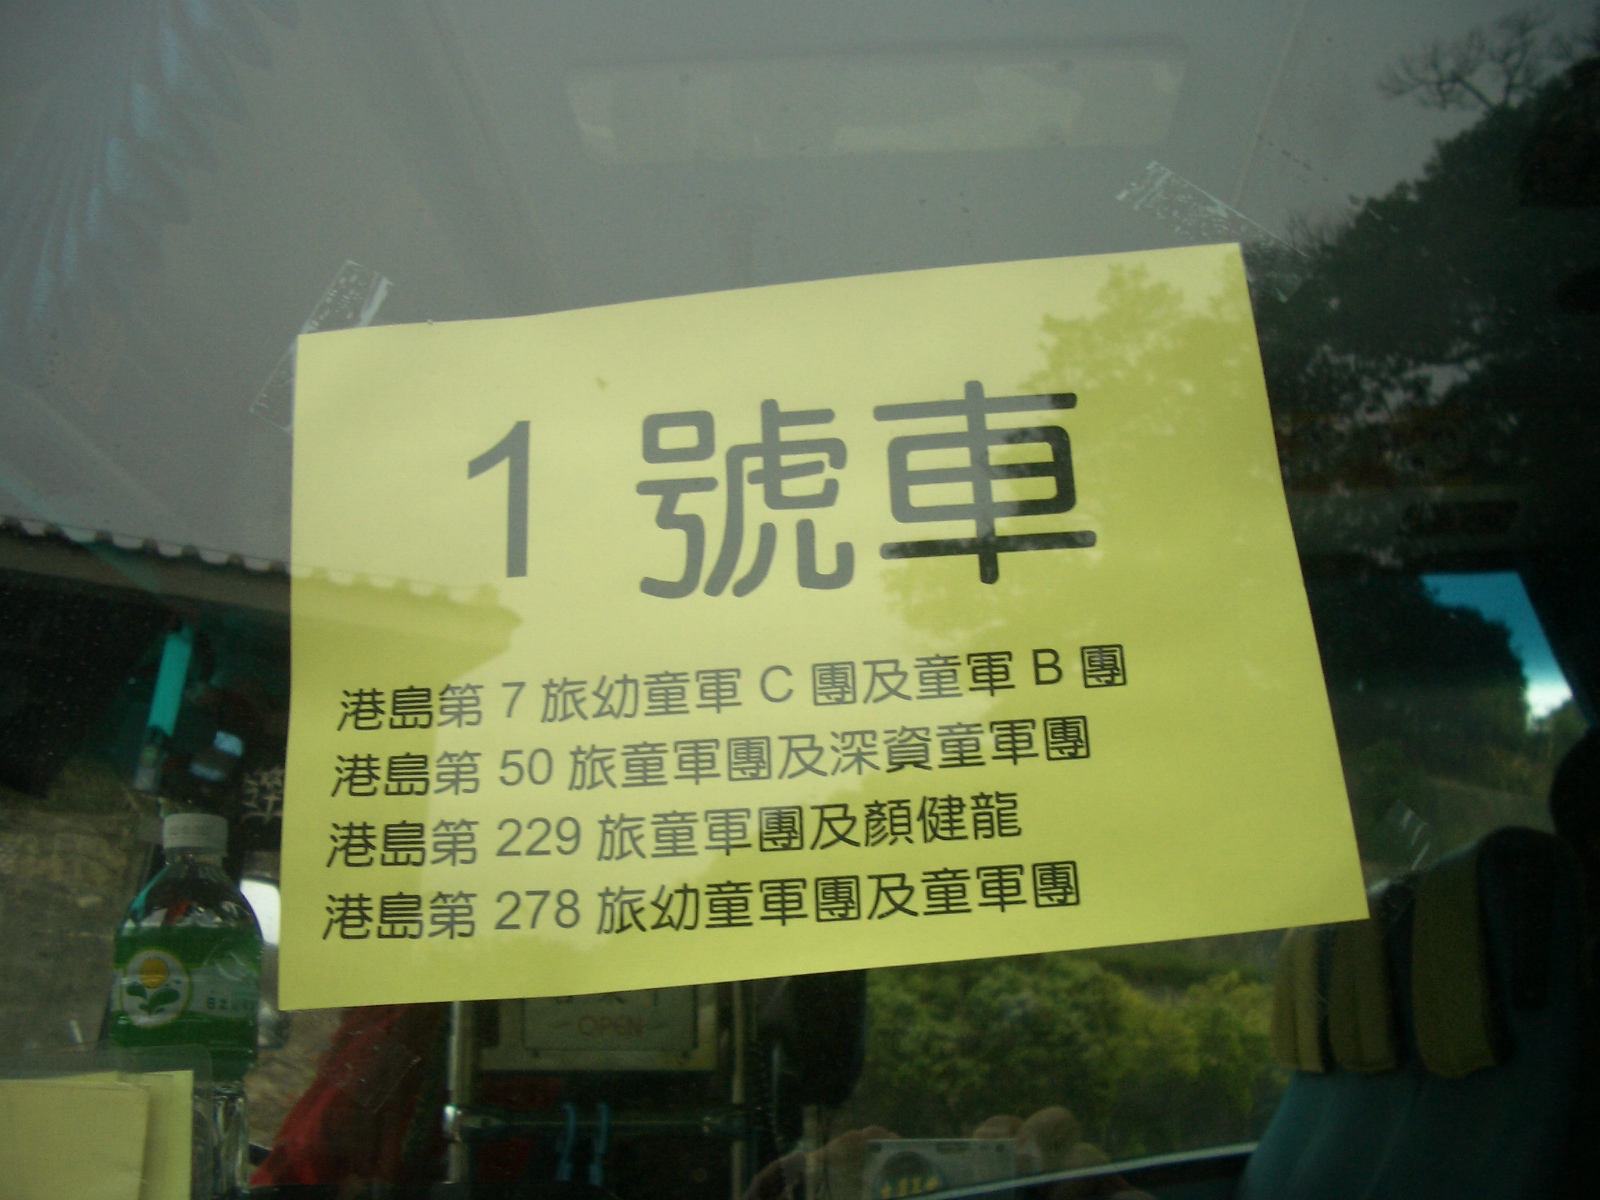 1 號車
港島第 7 旅幼童軍 C 團及童軍 B 團
港島第 50 旅童軍團及深資童軍團
港島第 229 旅童軍團及顏健龍
港島第 278 旅幼童軍團及童軍團
OPEN